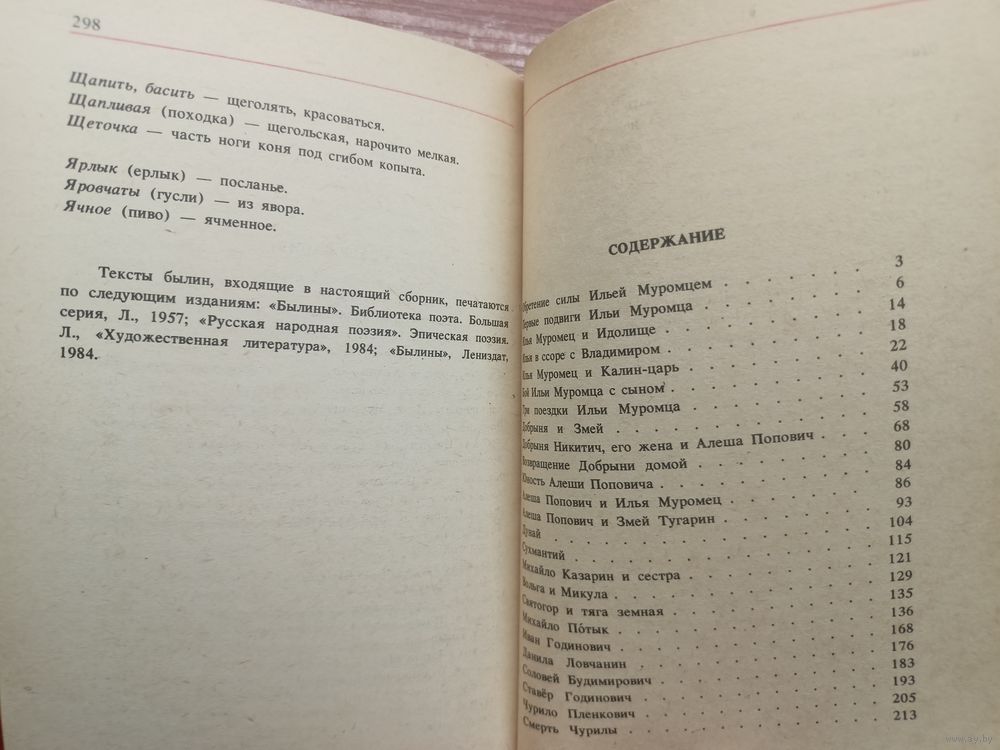 298
Щапить, басить — щеголять, красоваться.
Щапливая (походка) — щегольская, нарочито мелкая.
Щеточка — часть ноги коня под сгибом копыта.
Ярлык (ерлык) — посланье.
Яровчаты (гусли) — из явора.
Ячное (пиво) — ячменное.
Тексты былин, входящие в настоящий сборник, печатаются
по следующим изданиям: «Былины». Библиотека поэта. Большая
серия, Л., 1957; «Русская народная поэзия». Эпическая поэзия.
Л., «Художественная литература», 1984; «Былины», Лениздат,
1984.
СОДЕРЖАНИЕ
Обретение силы Ильей Муромцем . . . . . 3
Первые подвиги Ильи Муромца . . . . . 6
Илья Муромец и Идолище . . . . . 14
Илья в ссоре с Владимиром . . . . . 18
Илья Муромец и Калин-царь . . . . . 22
Бой Ильи Муромца с сыном . . . . . 40
Три поездки Ильи Муромца . . . . . 53
Добрыня и Змей . . . . . 58
Добрыня Никитич, его жена и Алеша Попович . . . . . 68
Возвращение Добрыни домой . . . . . 80
Юность Алеши Поповича . . . . . 84
Алеша Попович и Илья Муромец . . . . . 86
Алеша Попович и Змей Тугарин . . . . . 93
Дунай . . . . . 104
Сухмантий . . . . . 115
Михайло Казарин и сестра . . . . . 121
Вольга и Микула . . . . . 129
Святогор и тяга земная . . . . . 135
Михайло По́тык . . . . . 136
Иван Годинович . . . . . 168
Данила Ловчанин . . . . . 176
Соловей Будимирович . . . . . 183
Ставёр Годинович . . . . . 193
Чурило Пленкович . . . . . 205
Смерть Чурилы . . . . . 213
www.ay.by